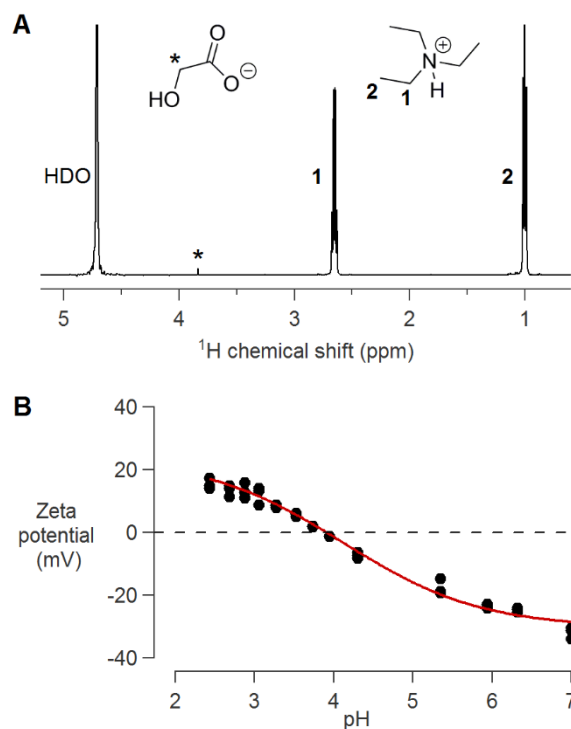 A
*
O
O
⊖
HO
⊕
N
H
2
1
HDO
*
1
2
5
4
3
2
1
¹H chemical shift (ppm)
B
40
20
0
-20
-40
Zeta
potential
(mV)
2
3
4
5
6
7
pH